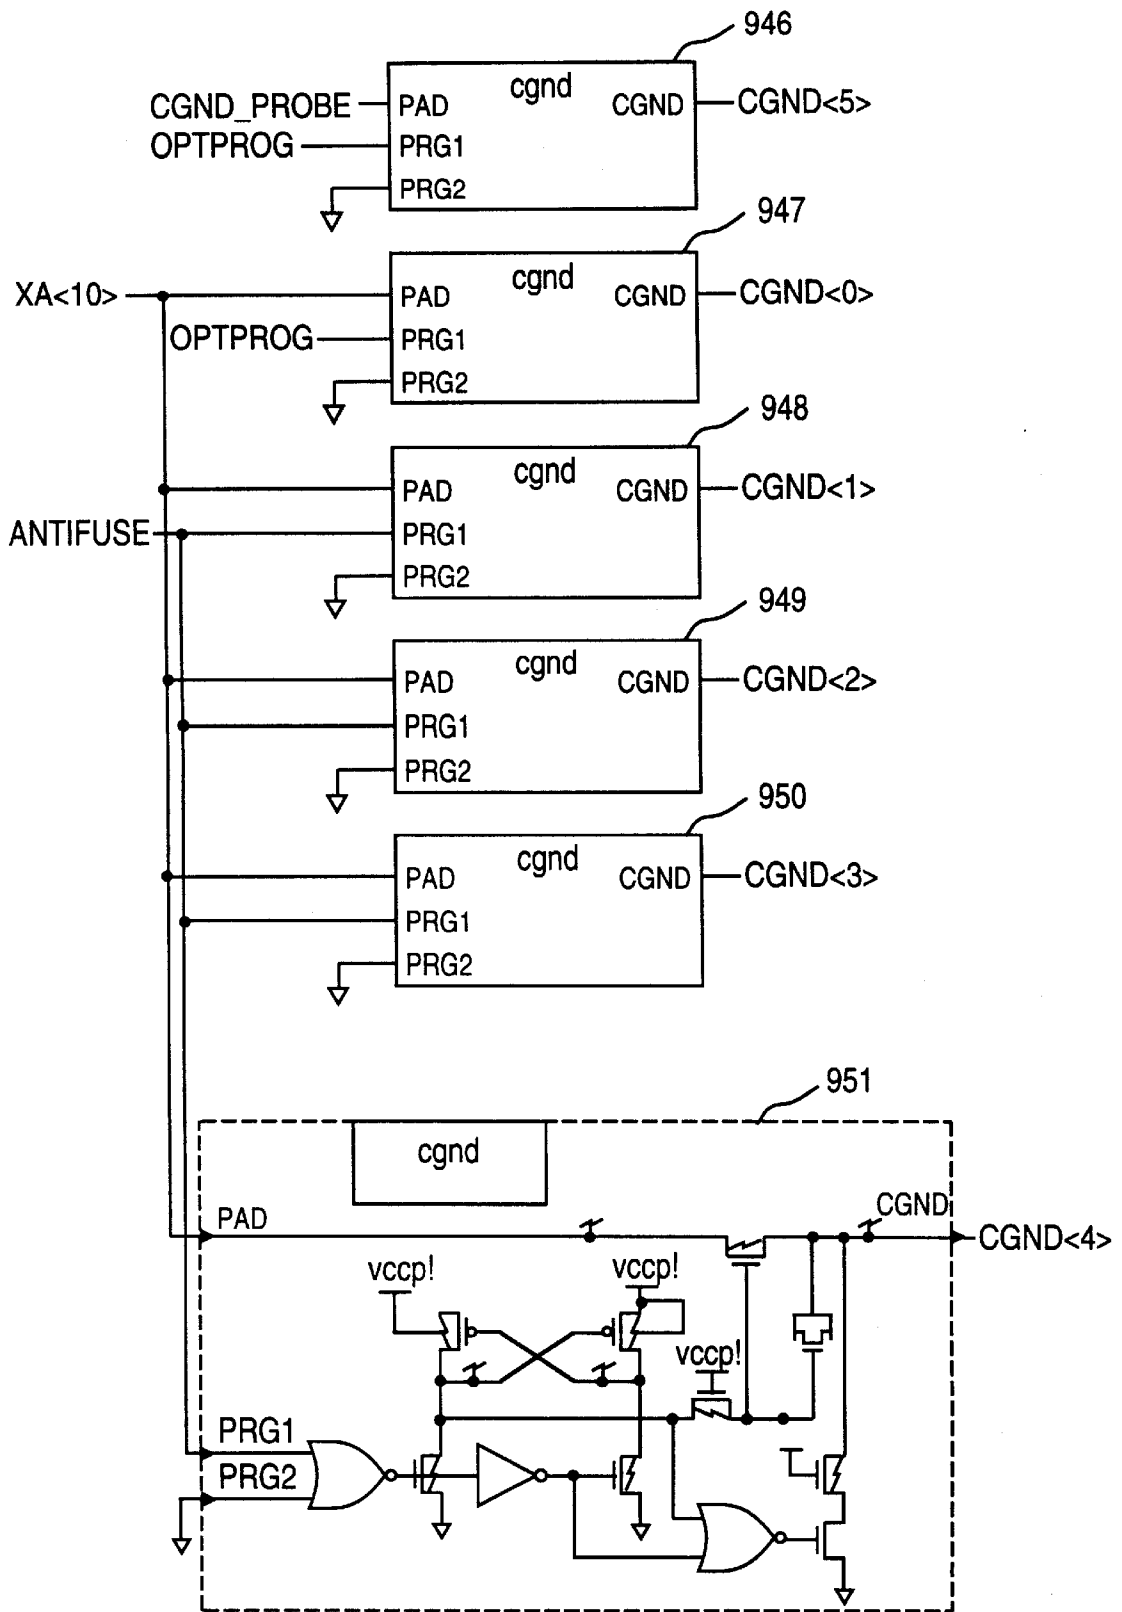 946
cgnd
CGND_PROBE PAD CGND CGND<5>
OPTPROG PRG1
PRG2
947
cgnd
XA<10> PAD CGND CGND<0>
OPTPROG PRG1
PRG2
948
cgnd
PAD CGND CGND<1>
ANTIFUSE PRG1
PRG2
949
cgnd
PAD CGND CGND<2>
PRG1
PRG2
950
cgnd
PAD CGND CGND<3>
PRG1
PRG2
951
cgnd
PAD CGND CGND<4>
vccp! vccp!
vccp!
PRG1
PRG2